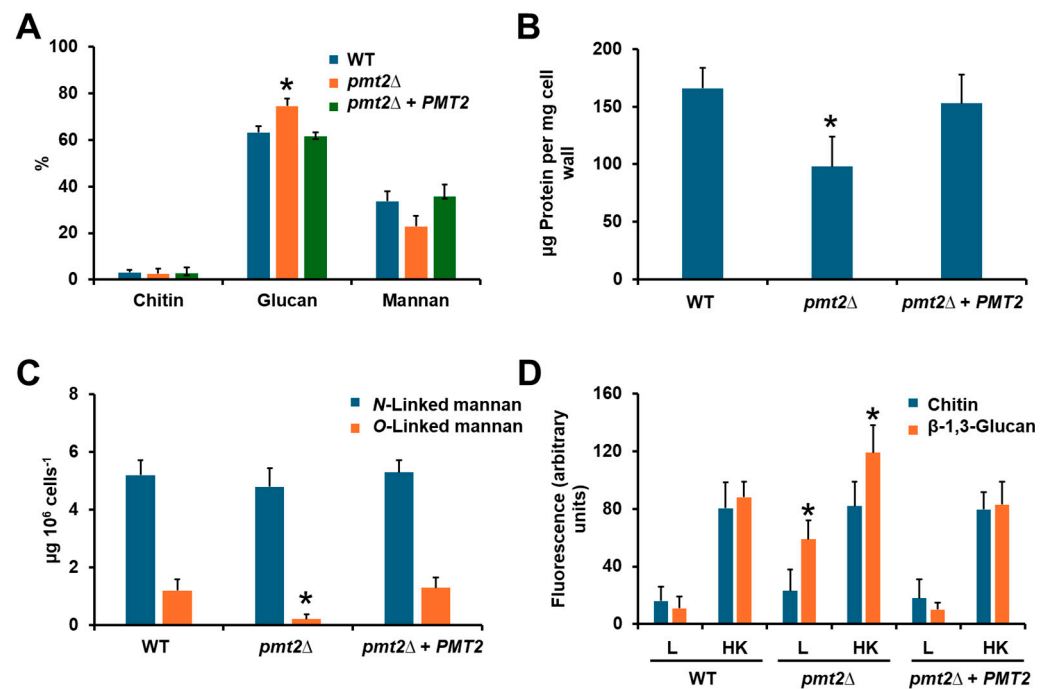 A
100
80
60
40
20
0
%
WT
pmt2Δ
pmt2Δ + PMT2
*
Chitin
Glucan
Mannan
B
200
150
100
50
0
µg Protein per mg cell
wall
*
WT
pmt2Δ
pmt2Δ + PMT2
C
8
6
4
2
0
µg 10⁶ cells⁻¹
N-Linked mannan
O-Linked mannan
*
WT
pmt2Δ
pmt2Δ + PMT2
D
160
120
80
40
0
Fluorescence (arbitrary
units)
Chitin
β-1,3-Glucan
*
*
L HK L HK L HK
WT pmt2Δ pmt2Δ + PMT2